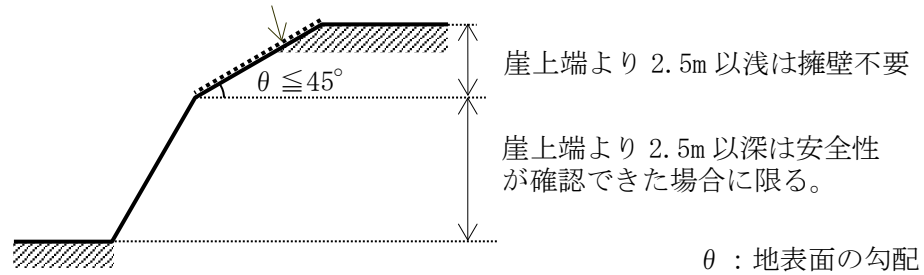 崖上端より 2.5m 以浅は擁壁不要
θ ≦45°
崖上端より 2.5m 以深は安全性
が確認できた場合に限る。
θ : 地表面の勾配